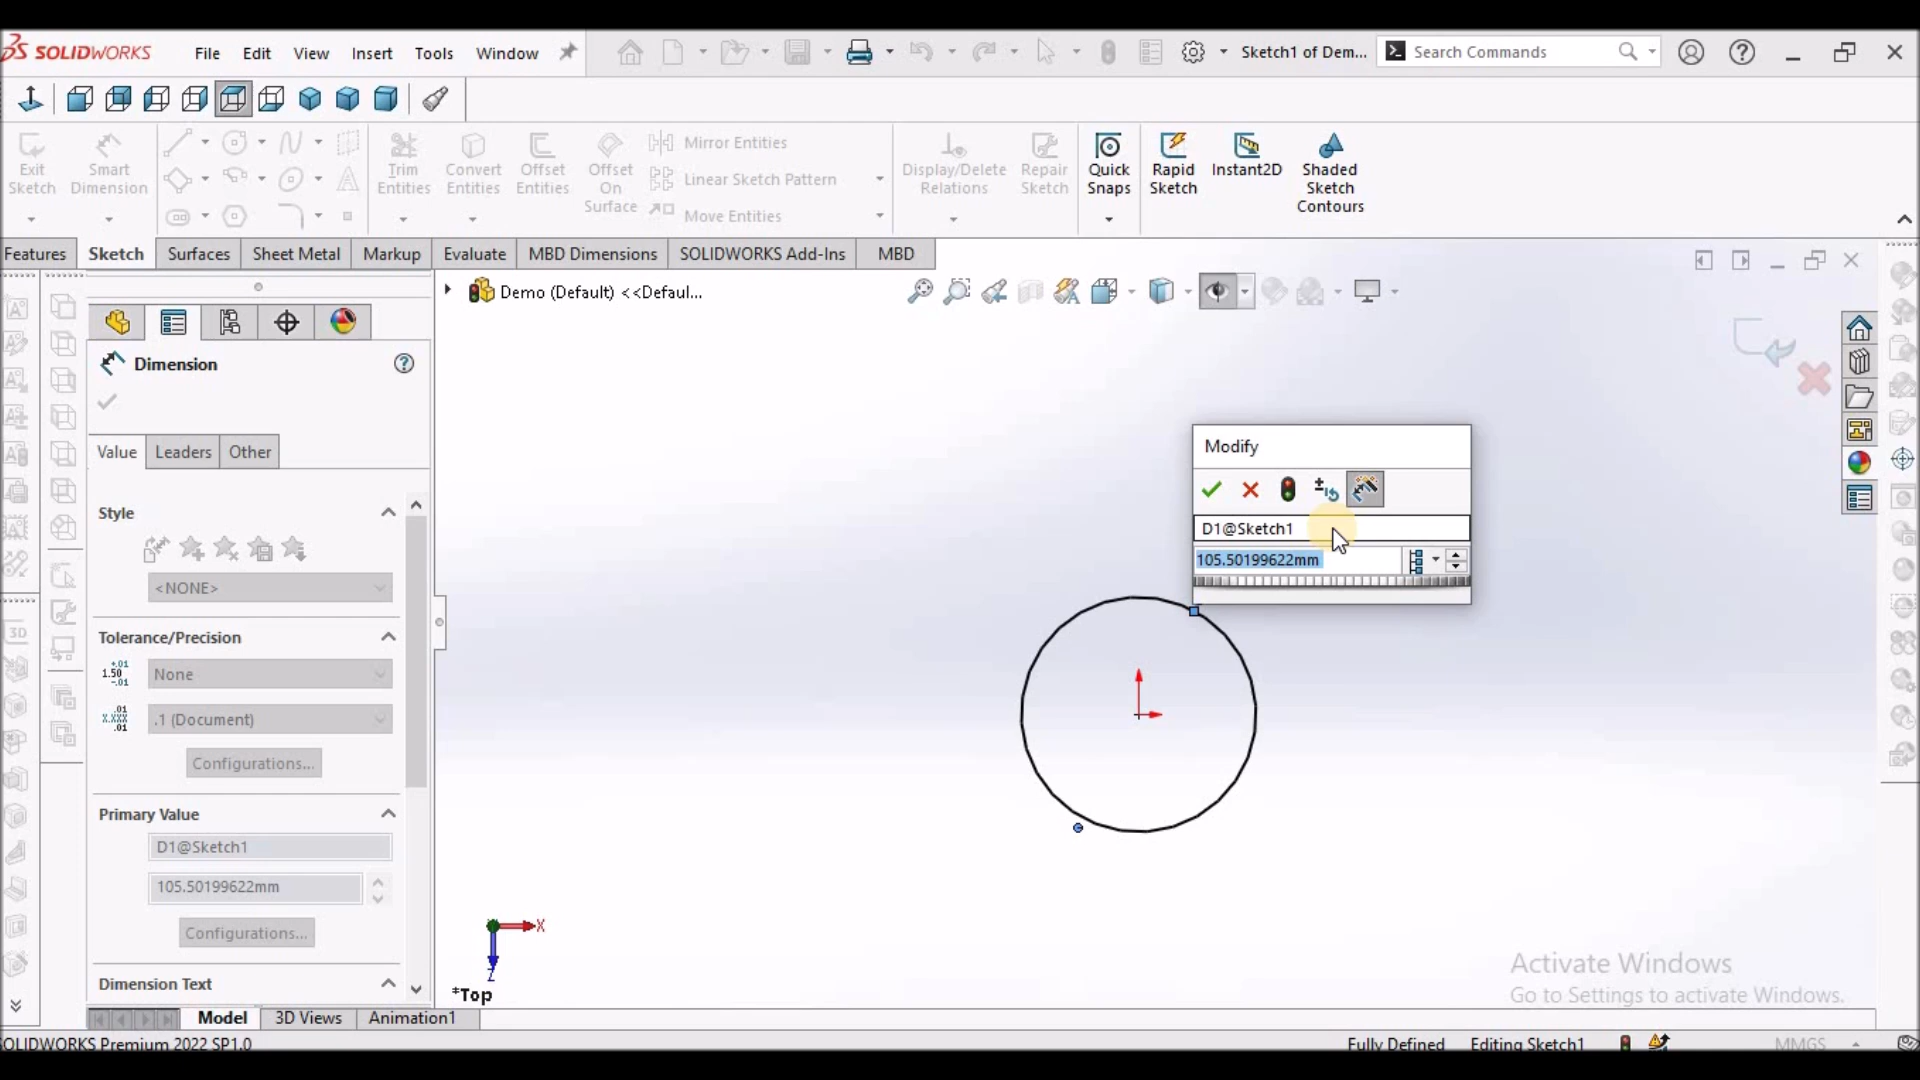 SOLIDWORKS
File
Edit
View
Insert
Tools
Window
Sketch1 of Dem...
Search Commands
Exit Sketch
Smart Dimension
Trim Entities
Convert Entities
Offset Entities
Offset On Surface
Mirror Entities
Linear Sketch Pattern
Move Entities
Display/Delete Relations
Repair Sketch
Quick Snaps
Rapid Sketch
Instant2D
Shaded Sketch Contours
Features
Sketch
Surfaces
Sheet Metal
Markup
Evaluate
MBD Dimensions
SOLIDWORKS Add-Ins
MBD
Demo (Default) <<Defaul...
Dimension
Value
Leaders
Other
Style
<NONE>
Tolerance/Precision
None
.1 (Document)
Configurations...
Primary Value
D1@Sketch1
105.50199622mm
Configurations...
Dimension Text
Modify
D1@Sketch1
105.50199622mm
X
Z
*Top
Activate Windows
Go to Settings to activate Windows.
Model
3D Views
Animation1
SOLIDWORKS Premium 2022 SP1.0
Fully Defined
Editing Sketch1
MMGS